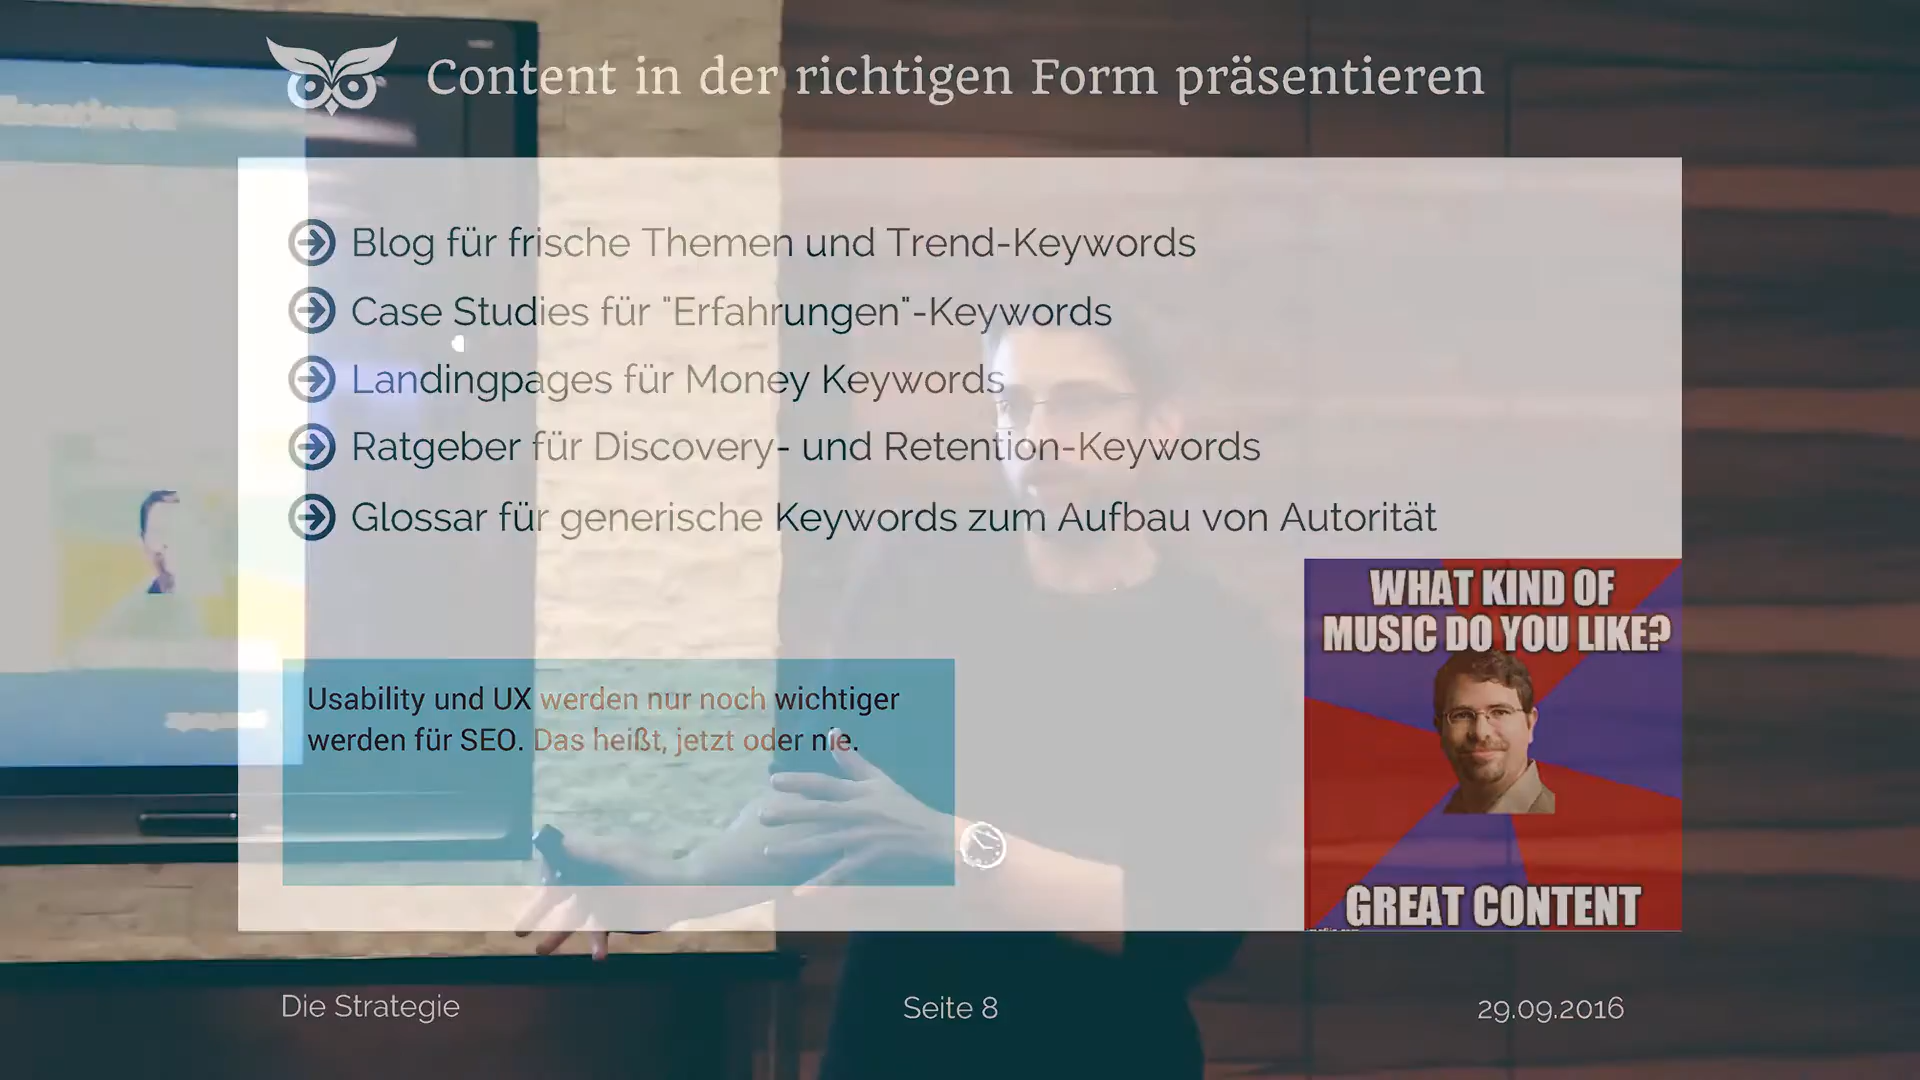 Content in der richtigen Form präsentieren
Blog für frische Themen und Trend-Keywords
Case Studies für "Erfahrungen"-Keywords
Landingpages für Money Keywords
Ratgeber für Discovery- und Retention-Keywords
Glossar für generische Keywords zum Aufbau von Autorität
WHAT KIND OF
MUSIC DO YOU LIKE?
Usability und UX werden nur noch wichtiger
werden für SEO. Das heißt, jetzt oder nie.
GREAT CONTENT
Die Strategie
Seite 8
29.09.2016